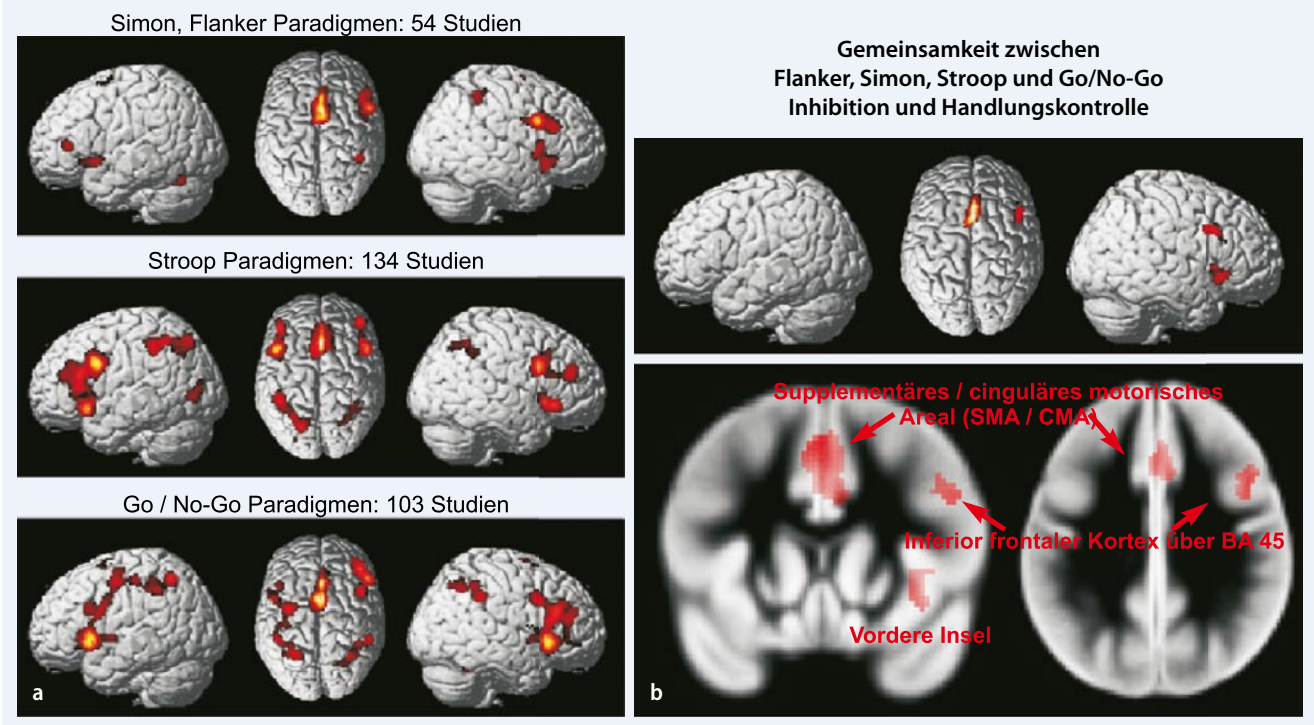 Simon, Flanker Paradigmen: 54 Studien
Stroop Paradigmen: 134 Studien
Go / No-Go Paradigmen: 103 Studien
a
Gemeinsamkeit zwischen
Flanker, Simon, Stroop und Go/No-Go
Inhibition und Handlungskontrolle
Supplementäres / cinguläres motorisches
Areal (SMA / CMA)
Inferior frontaler Kortex über BA 45
Vordere Insel
b